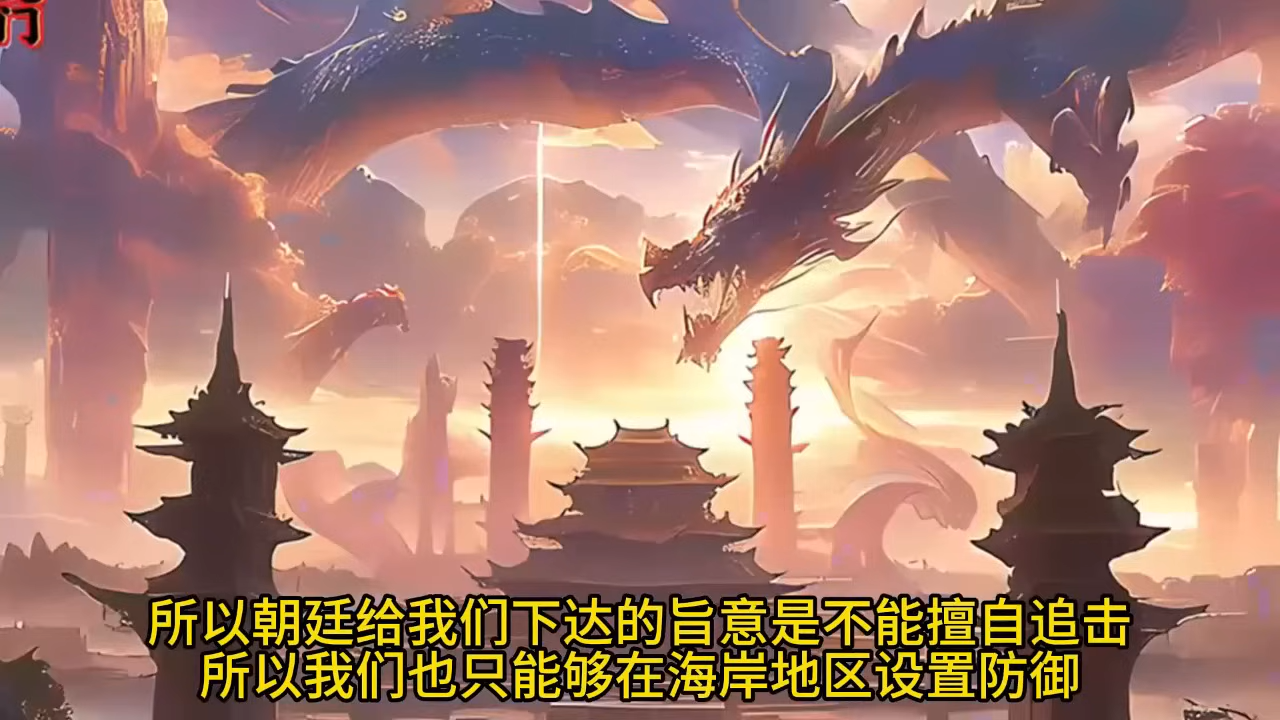 门
所以朝廷给我们下达的旨意是不能擅自追击
所以我们也只能够在海岸地区设置防御